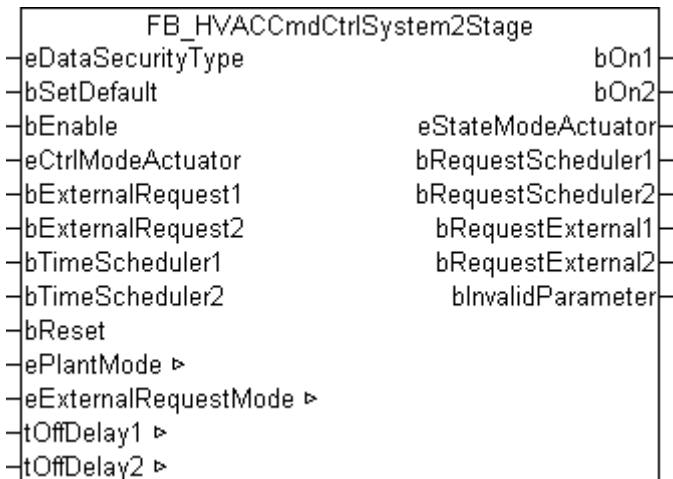 FB_HVACCmdCtrlSystem2Stage
eDataSecurityType bOn1
bSetDefault bOn2
bEnable eStateModeActuator
eCtrlModeActuator bRequestScheduler1
bExternalRequest1 bRequestScheduler2
bExternalRequest2 bRequestExternal1
bTimeScheduler1 bRequestExternal2
bTimeScheduler2 bInvalidParameter
bReset
ePlantMode ▹
eExternalRequestMode ▹
tOffDelay1 ▹
tOffDelay2 ▹